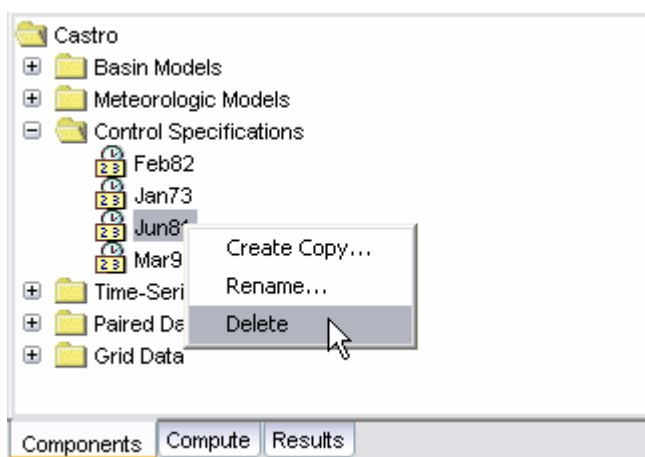 Castro
Basin Models
Meteorologic Models
Control Specifications
Feb82
Jan73
Jun81
Create Copy...
Mar9
Rename...
Time-Seri
Paired Da
Delete
Grid Data
Components Compute Results